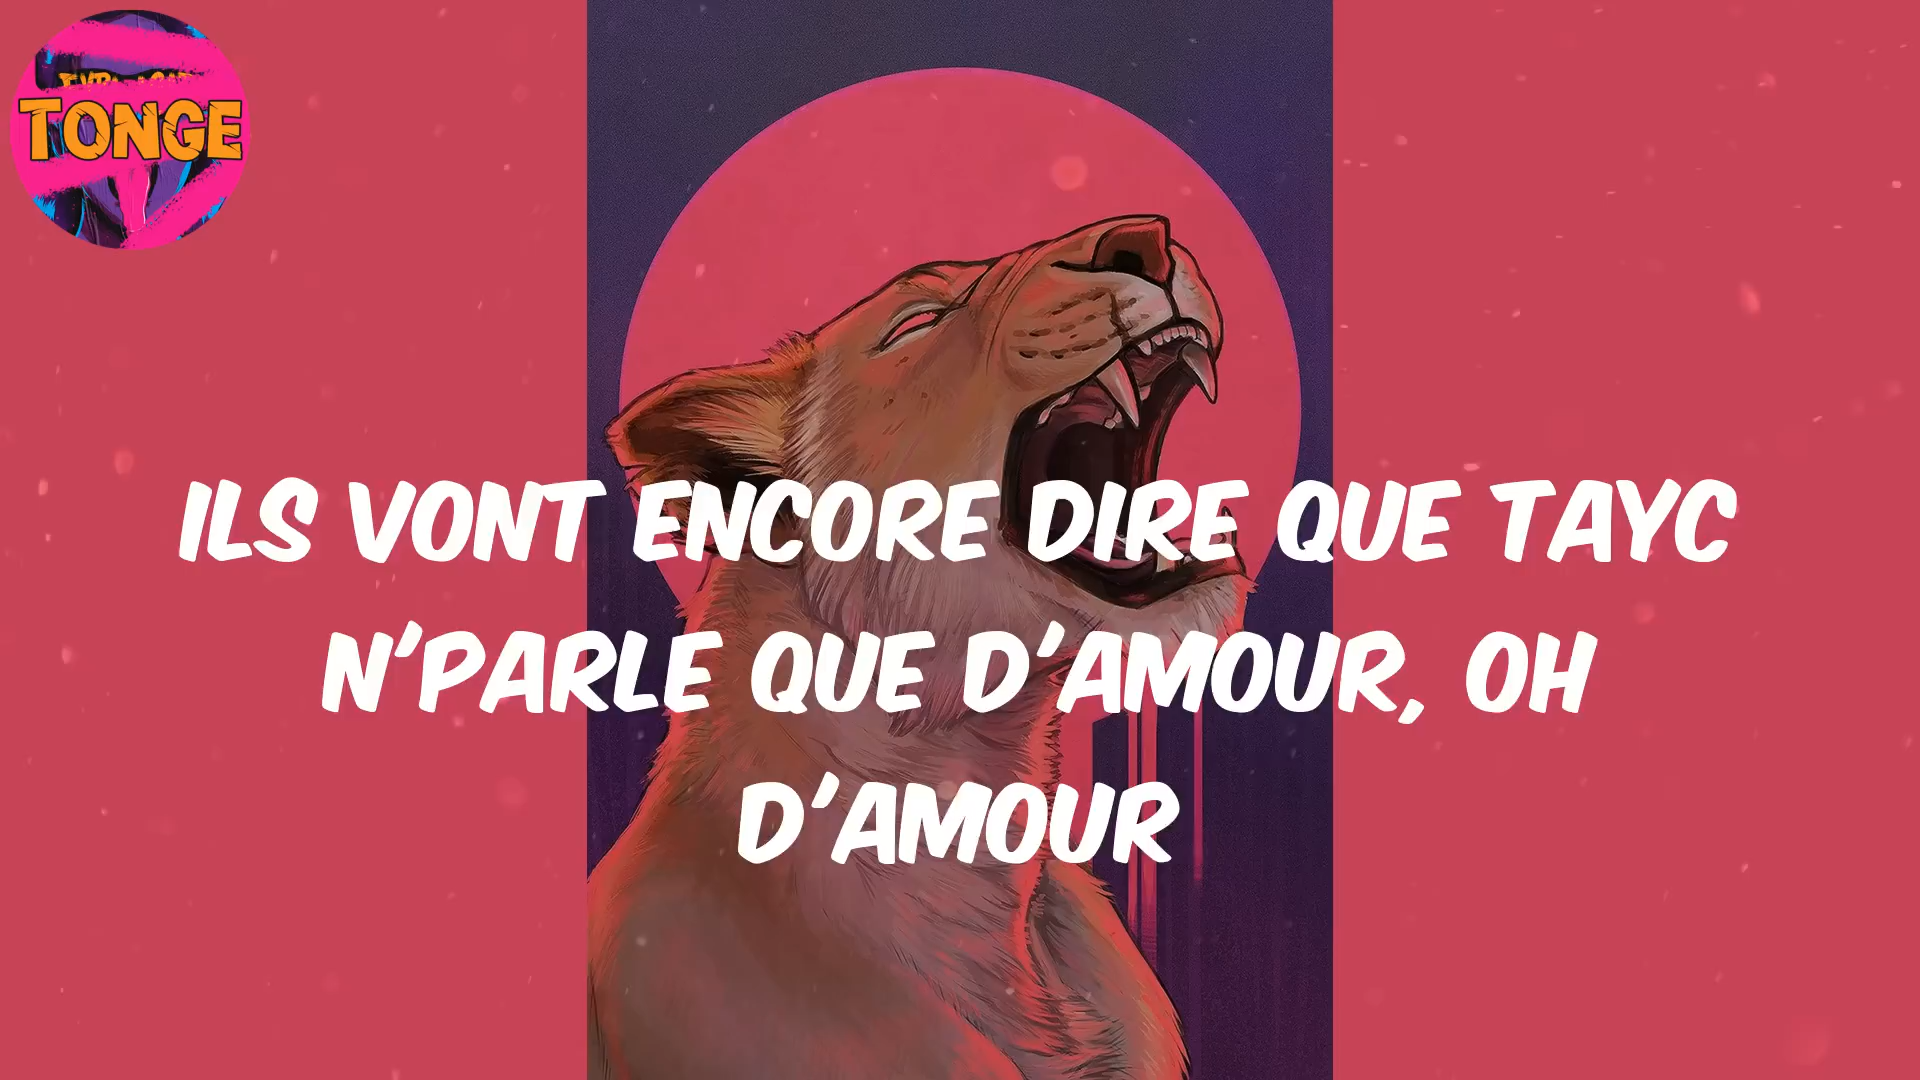 TONGE
ILS VONT ENCORE DIRE QUE TAYC
N'PARLE QUE D'AMOUR, OH
D'AMOUR